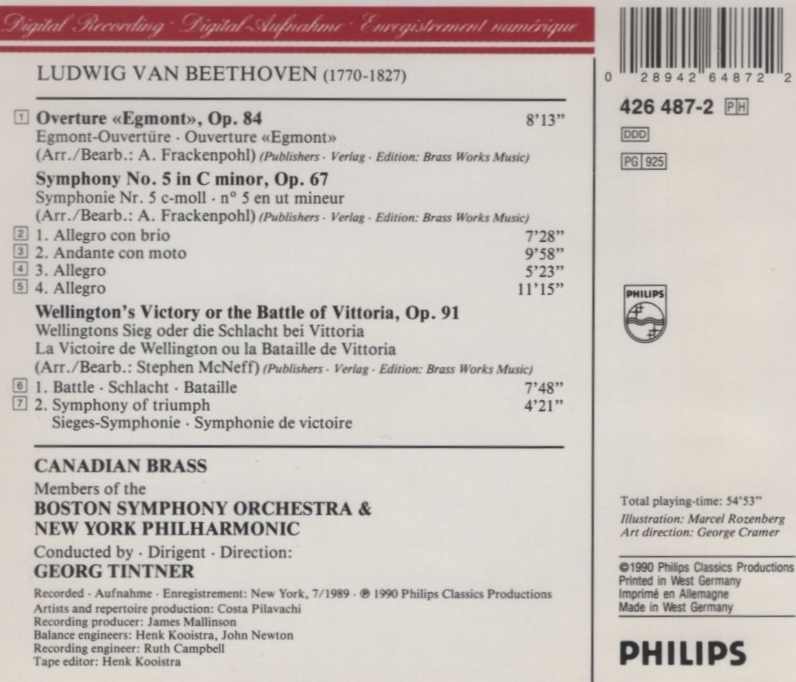 Digital Recording · Digital-Aufnahme · Enregistrement numérique
LUDWIG VAN BEETHOVEN (1770-1827)
1 Overture «Egmont», Op. 84 8’13”
Egmont-Ouvertüre · Ouverture «Egmont»
(Arr./Bearb.: A. Frackenpohl) (Publishers · Verlag · Edition: Brass Works Music)
Symphony No. 5 in C minor, Op. 67
Symphonie Nr. 5 c-moll · nº 5 en ut mineur
(Arr./Bearb.: A. Frackenpohl) (Publishers · Verlag · Edition: Brass Works Music)
2 1. Allegro con brio 7’28”
3 2. Andante con moto 9’58”
4 3. Allegro 5’23”
5 4. Allegro 11’15”
Wellington’s Victory or the Battle of Vittoria, Op. 91
Wellingtons Sieg oder die Schlacht bei Vittoria
La Victoire de Wellington ou la Bataille de Vittoria
(Arr./Bearb.: Stephen McNeff) (Publishers · Verlag · Edition: Brass Works Music)
6 1. Battle · Schlacht · Bataille 7’48”
7 2. Symphony of triumph 4’21”
Sieges-Symphonie · Symphonie de victoire
CANADIAN BRASS
Members of the
BOSTON SYMPHONY ORCHESTRA &
NEW YORK PHILHARMONIC
Conducted by · Dirigent · Direction:
GEORG TINTNER
Recorded · Aufnahme · Enregistrement: New York, 7/1989 · ℗ 1990 Philips Classics Productions
Artists and repertoire production: Costa Pilavachi
Recording producer: James Mallinson
Balance engineers: Henk Kooistra, John Newton
Recording engineer: Ruth Campbell
Tape editor: Henk Kooistra
0 28942 64872 2
426 487-2 PH
DDD
PG 925
PHILIPS
Total playing-time: 54’53”
Illustration: Marcel Rozenberg
Art direction: George Cramer
©1990 Philips Classics Productions
Printed in West Germany
Imprimé en Allemagne
Made in West Germany
PHILIPS